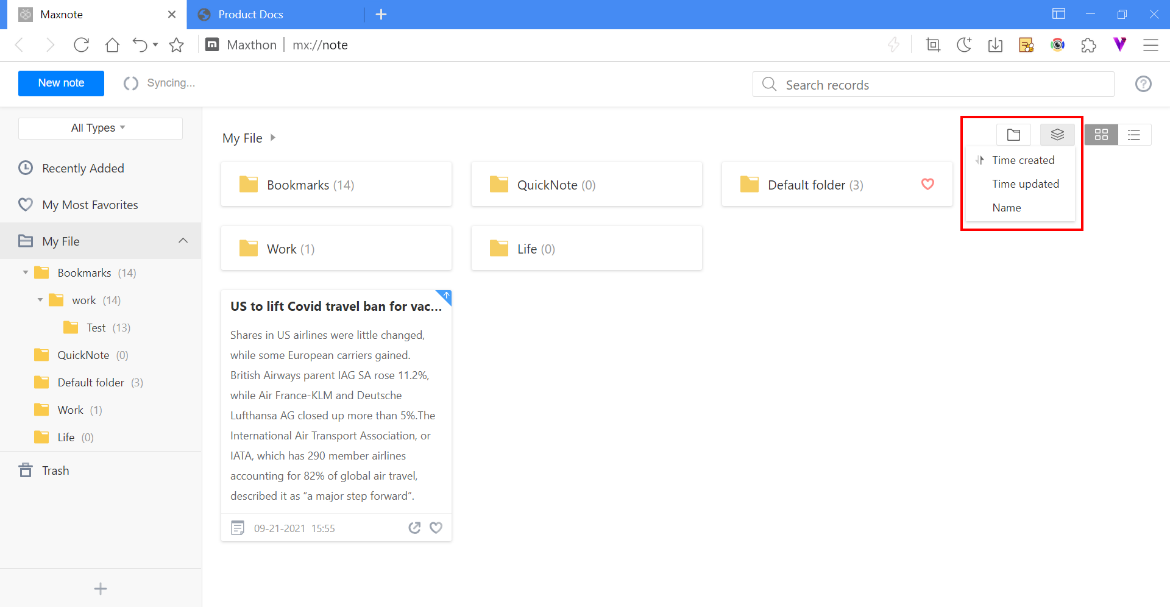 Maxnote
Product Docs
Maxthon | mx://note
New note
Syncing...
Search records
All Types
Recently Added
My Most Favorites
My File
Bookmarks (14)
work (14)
Test (13)
QuickNote (0)
Default folder (3)
Work (1)
Life (0)
Trash
My File
Time created
Time updated
Name
Bookmarks (14)
QuickNote (0)
Default folder (3)
Work (1)
Life (0)
US to lift Covid travel ban for vac...
Shares in US airlines were little changed,
while some European carriers gained.
British Airways parent IAG SA rose 11.2%,
while Air France-KLM and Deutsche
Lufthansa AG closed up more than 5%.The
International Air Transport Association, or
IATA, which has 290 member airlines
accounting for 82% of global air travel,
described it as “a major step forward”.
09-21-2021 15:55